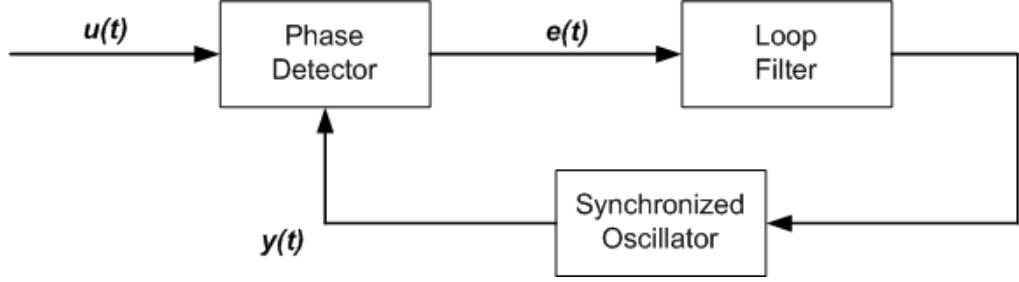 u(t)
Phase
Detector
e(t)
Loop
Filter
Synchronized
Oscillator
y(t)